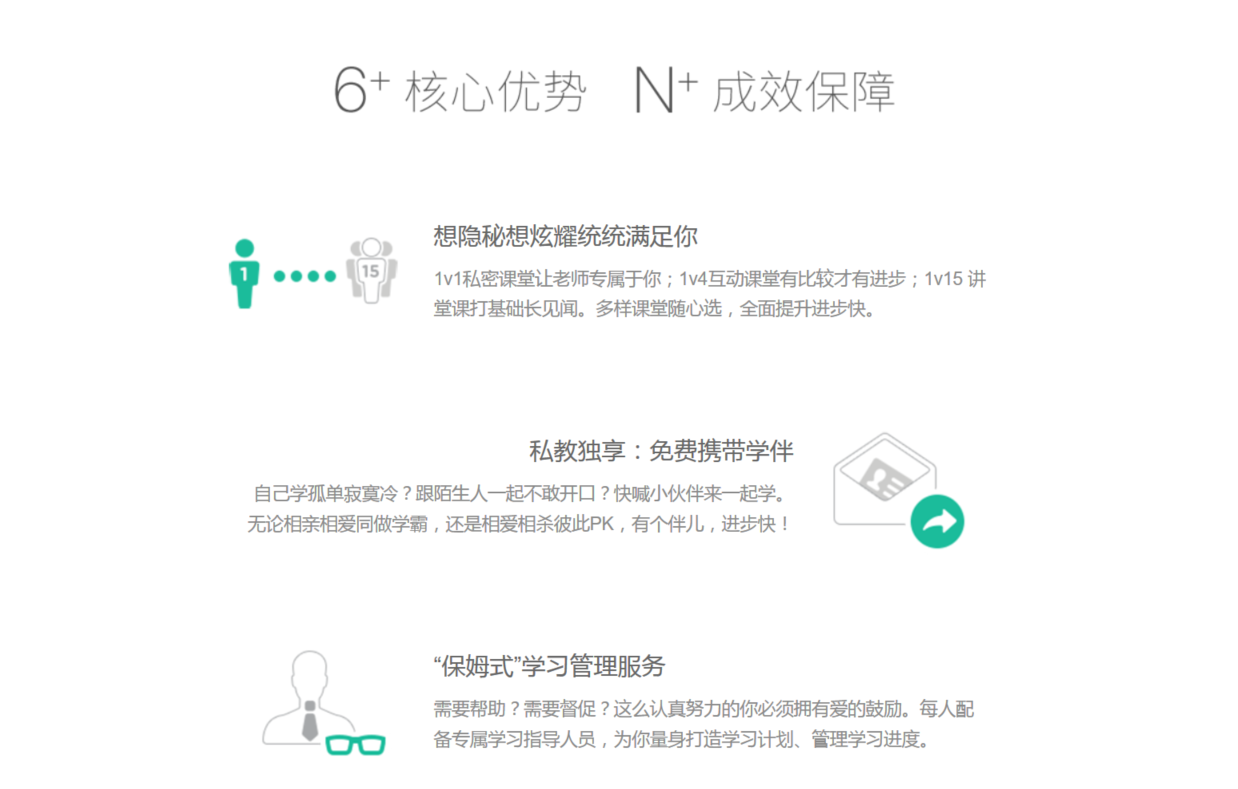 6+ 核心优势 N+ 成效保障
想隐秘想炫耀统统满足你
1 15
1v1私密课堂让老师专属于你；1v4互动课堂有比较才有进步；1v15 讲
堂课打基础长见闻。多样课堂随心选，全面提升进步快。
私教独享：免费携带学伴
自己学孤单寂寞冷？跟陌生人一起不敢开口？快喊小伙伴来一起学。
无论相亲相爱同做学霸，还是相爱相杀彼此PK，有个伴儿，进步快！
“保姆式”学习管理服务
需要帮助？需要督促？这么认真努力的你必须拥有爱的鼓励。每人配
备专属学习指导人员，为你量身打造学习计划、管理学习进度。